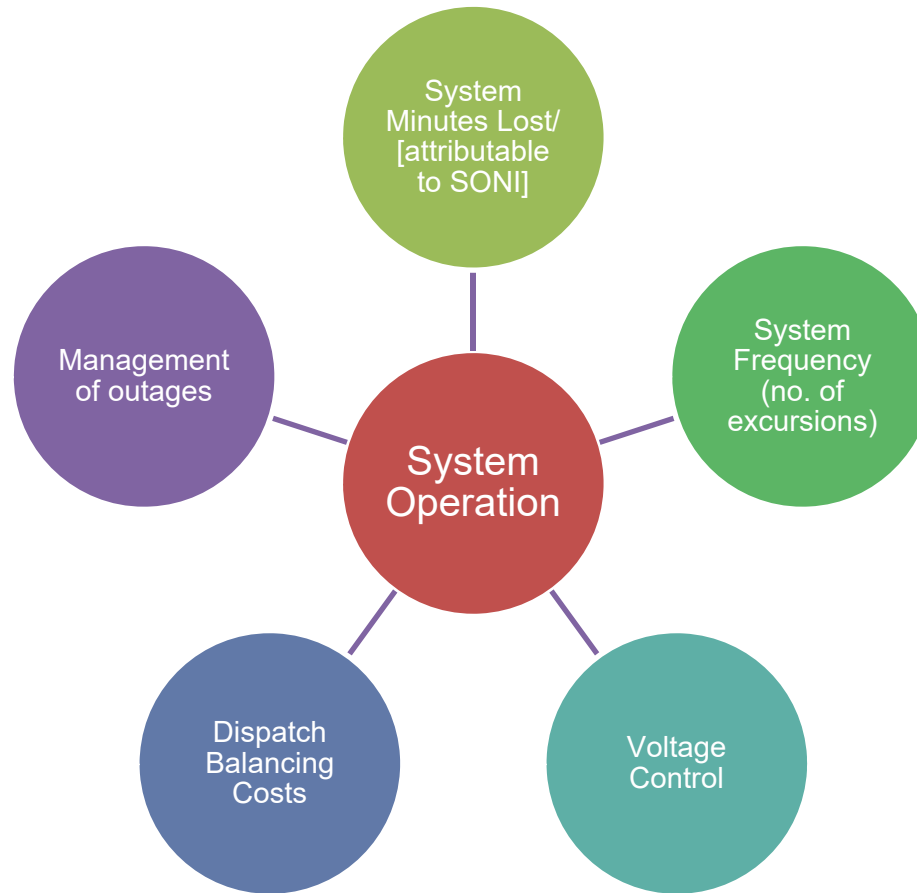 System
Minutes Lost/
[attributable
to SONI]
System
Frequency
(no. of
excursions)
Management
of outages
System
Operation
Dispatch
Balancing
Costs
Voltage
Control